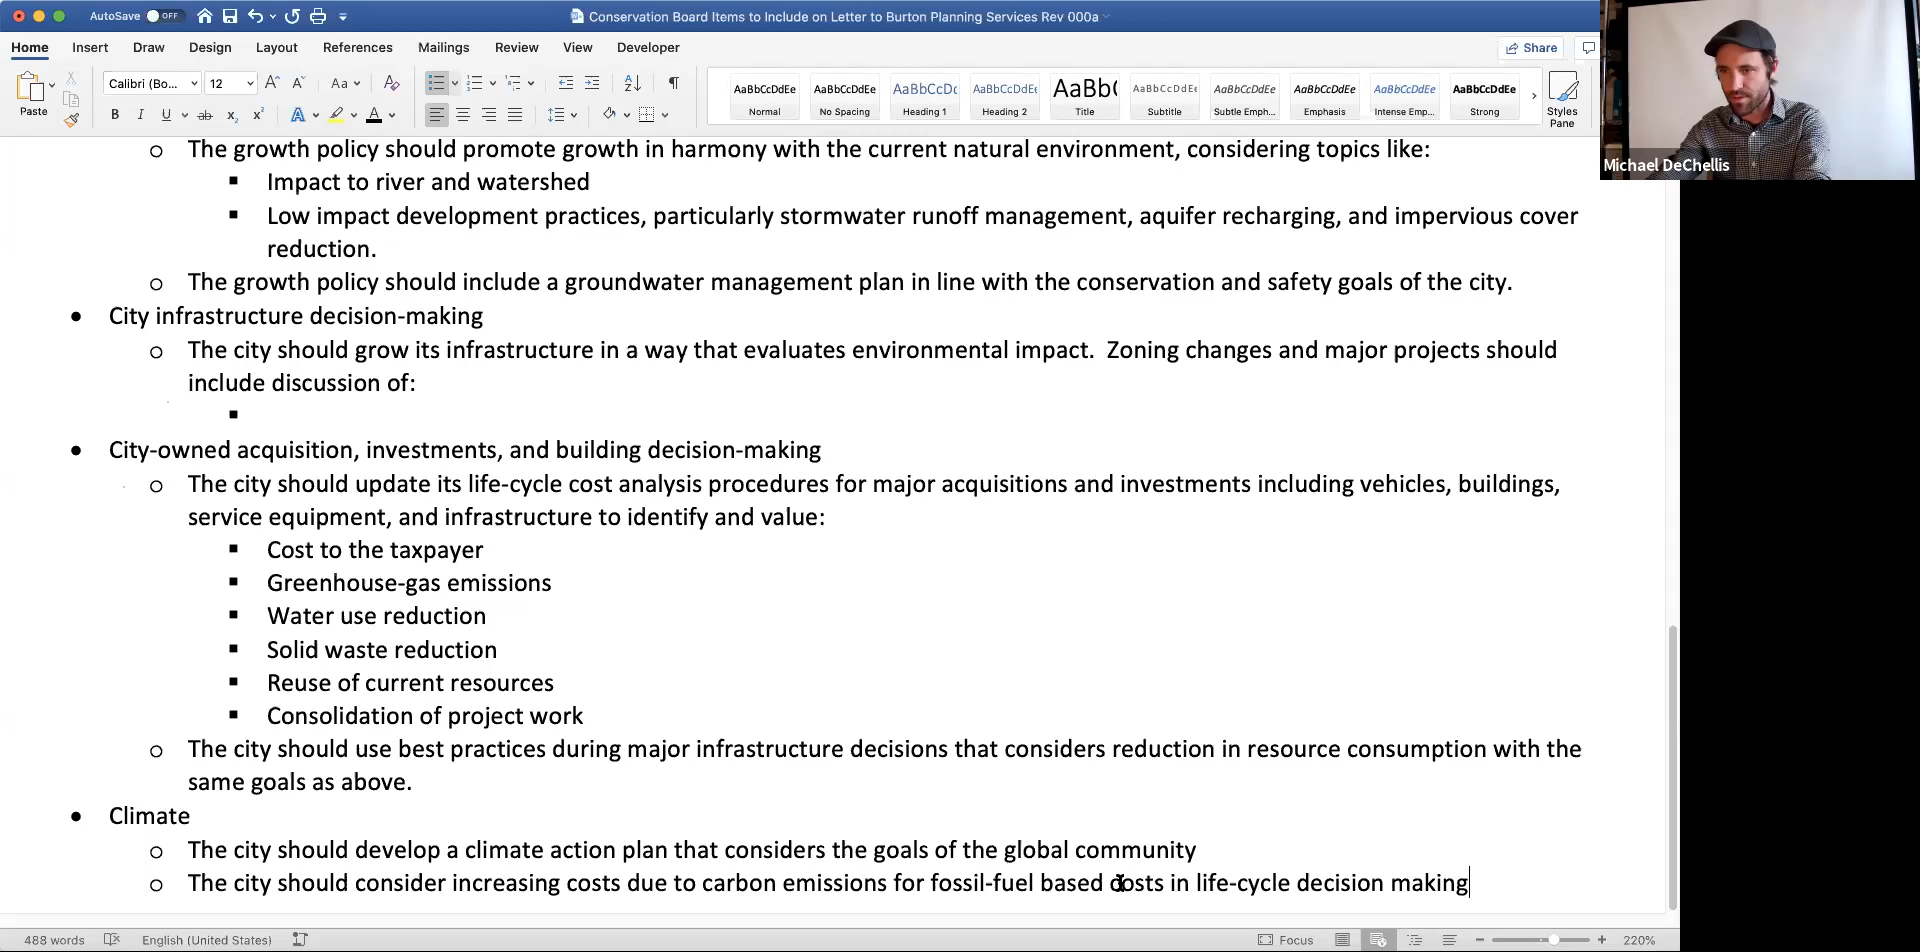 AutoSave OFF
Conservation Board Items to Include on Letter to Burton Planning Services Rev 000a
Home Insert Draw Design Layout References Mailings Review View Developer Share
Paste
Calibri (Bo... 12 Aa
B I U ab x2 x2 A A
AaBbCcDdEe AaBbCcDdEe AaBbCcDc AaBbCcDdEe AaBb( AaBbCcDdEe AaBbCcDdEe AaBbCcDdEe AaBbCcDdEe AaBbCcDdEe
Normal No Spacing Heading 1 Heading 2 Title Subtitle Subtle Emph... Emphasis Intense Emp... Strong
Styles
Pane
Michael DeChellis
o The growth policy should promote growth in harmony with the current natural environment, considering topics like:
▪ Impact to river and watershed
▪ Low impact development practices, particularly stormwater runoff management, aquifer recharging, and impervious cover
reduction.
o The growth policy should include a groundwater management plan in line with the conservation and safety goals of the city.
• City infrastructure decision-making
o The city should grow its infrastructure in a way that evaluates environmental impact.  Zoning changes and major projects should
include discussion of:
▪
• City-owned acquisition, investments, and building decision-making
o The city should update its life-cycle cost analysis procedures for major acquisitions and investments including vehicles, buildings,
service equipment, and infrastructure to identify and value:
▪ Cost to the taxpayer
▪ Greenhouse-gas emissions
▪ Water use reduction
▪ Solid waste reduction
▪ Reuse of current resources
▪ Consolidation of project work
o The city should use best practices during major infrastructure decisions that considers reduction in resource consumption with the
same goals as above.
• Climate
o The city should develop a climate action plan that considers the goals of the global community
o The city should consider increasing costs due to carbon emissions for fossil-fuel based costs in life-cycle decision making
488 words English (United States) Focus 220%